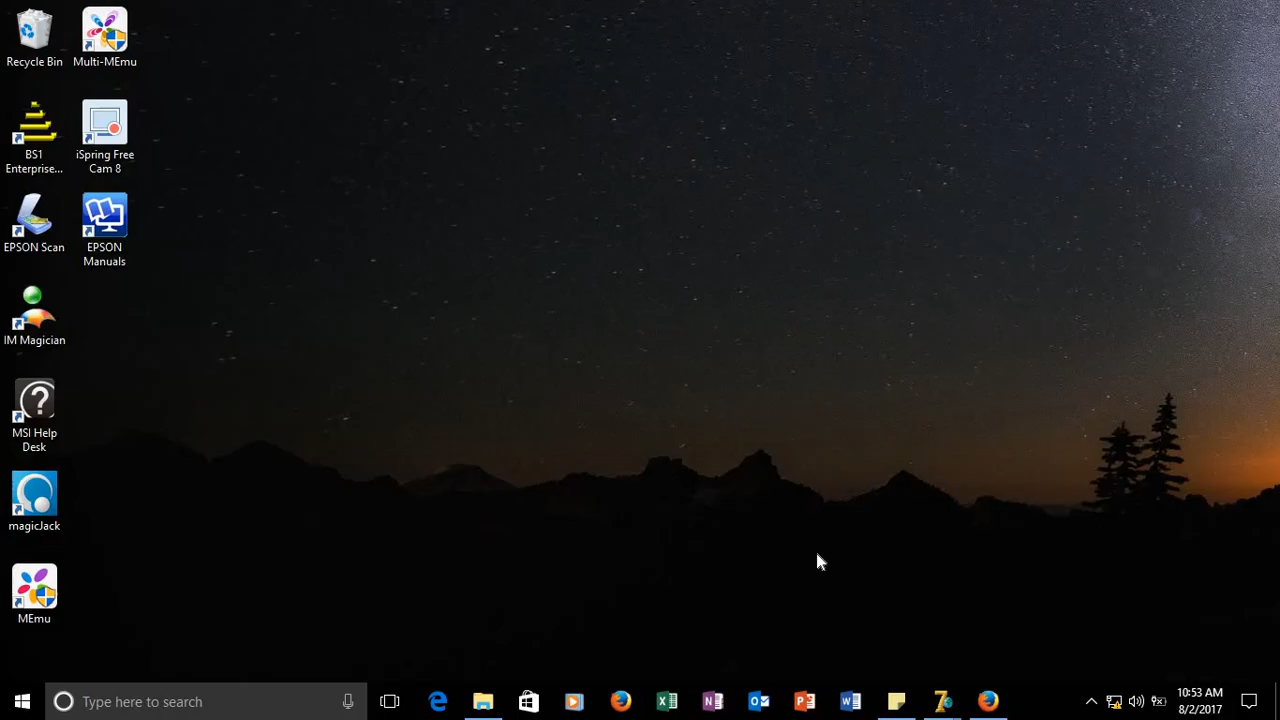 Recycle Bin
Multi-MEmu
BS1
Enterprise...
iSpring Free
Cam 8
EPSON Scan
EPSON
Manuals
IM Magician
MSI Help
Desk
magicJack
MEmu
Type here to search
10:53 AM
8/2/2017